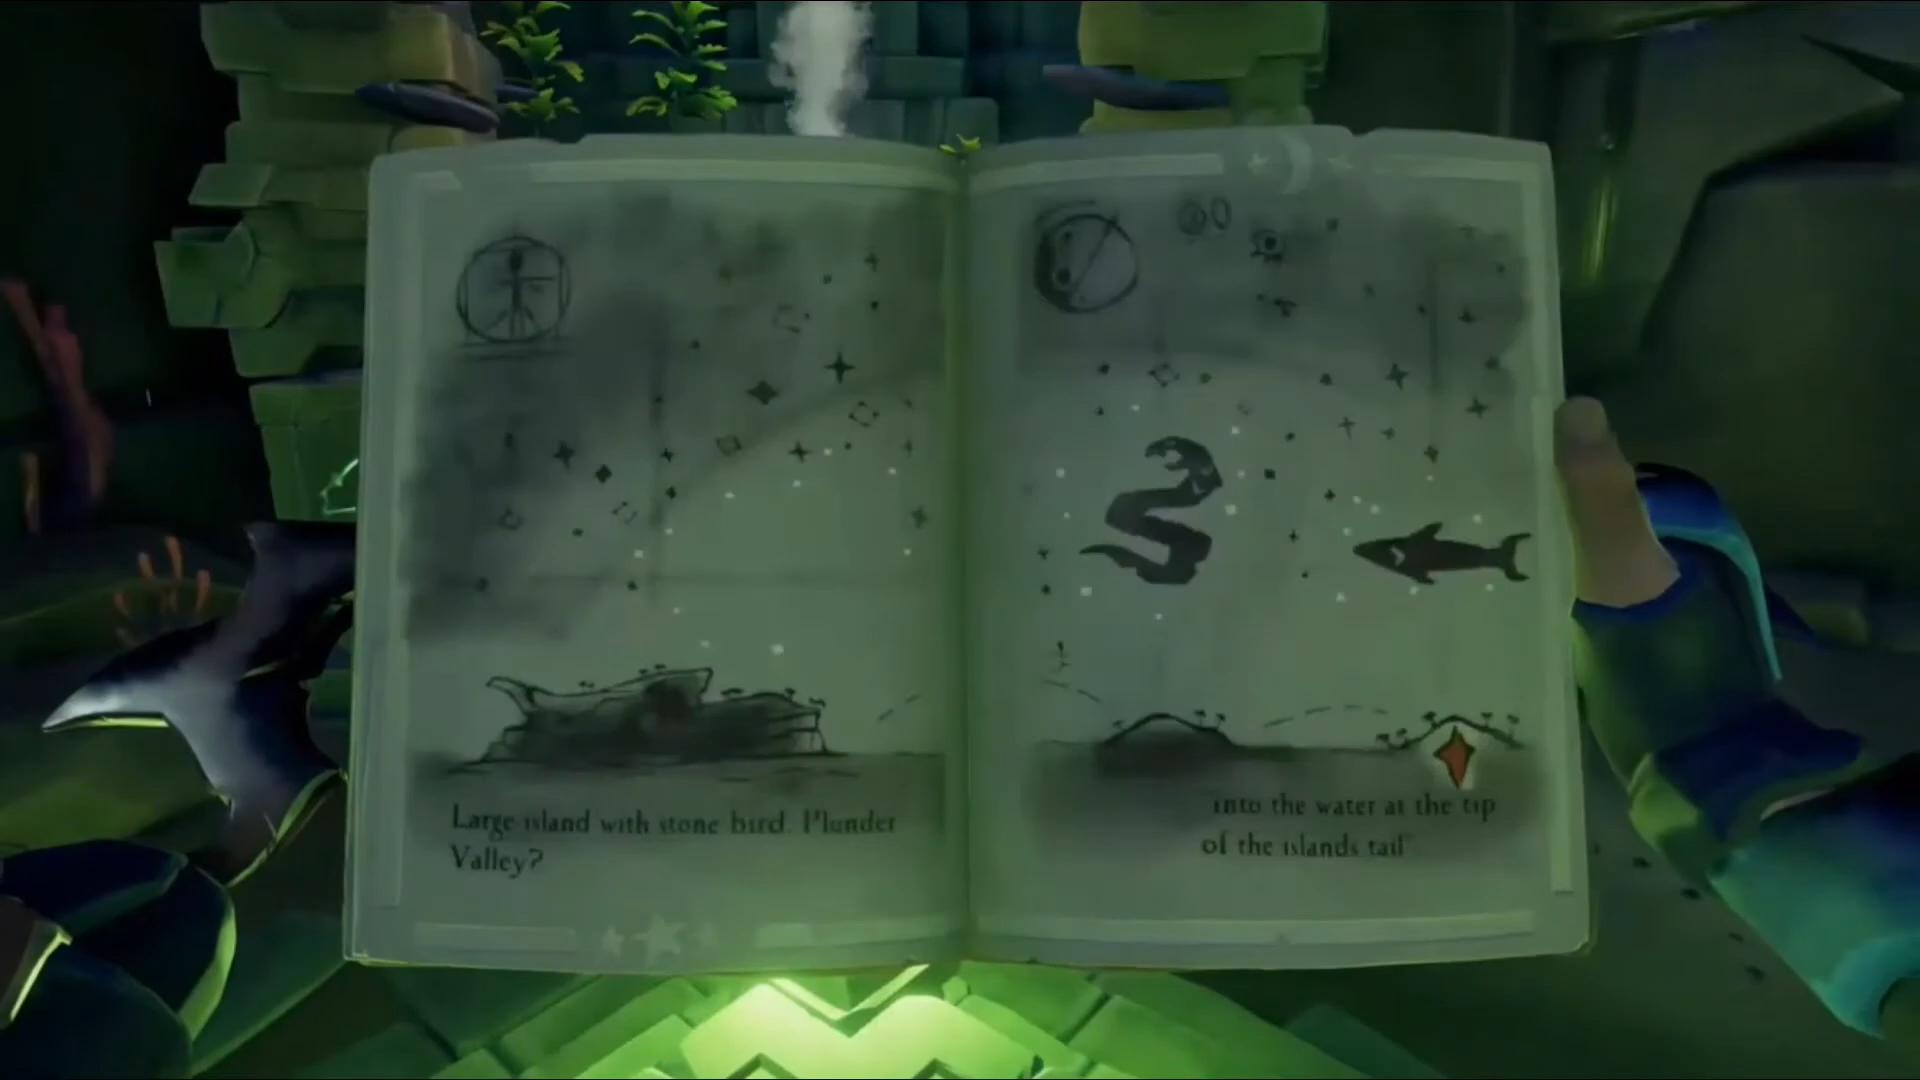 Large island with stone bird. Plunder
Valley?
into the water at the tip
of the islands tail